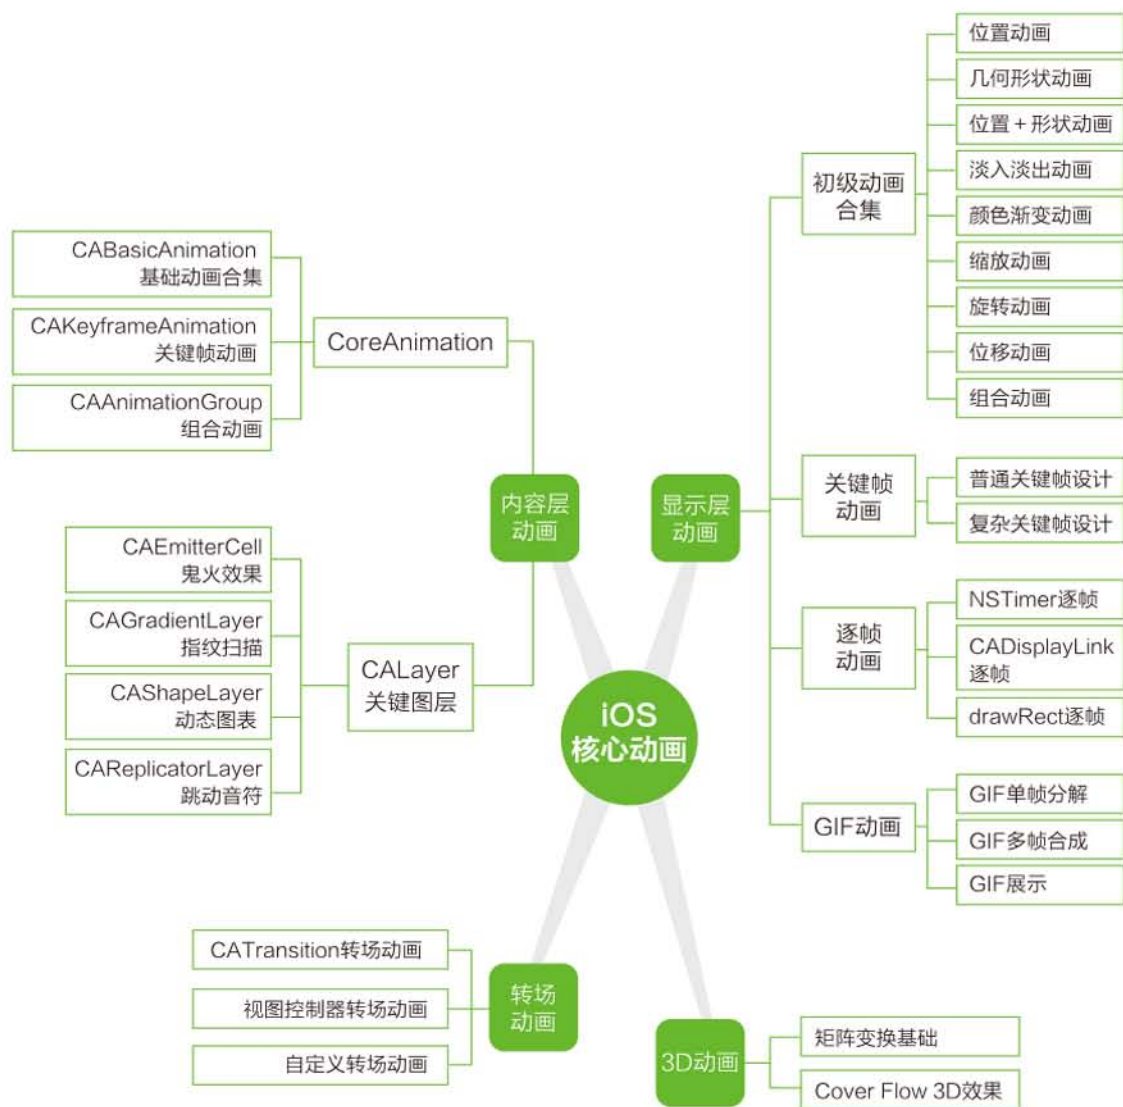 iOS
核心动画
内容层
动画
CoreAnimation
CABasicAnimation
基础动画合集
CAKeyframeAnimation
关键帧动画
CAAnimationGroup
组合动画
CALayer
关键图层
CAEmitterCell
鬼火效果
CAGradientLayer
指纹扫描
CAShapeLayer
动态图表
CAReplicatorLayer
跳动音符
显示层
动画
初级动画
合集
位置动画
几何形状动画
位置＋形状动画
淡入淡出动画
颜色渐变动画
缩放动画
旋转动画
位移动画
组合动画
关键帧
动画
普通关键帧设计
复杂关键帧设计
逐帧
动画
NSTimer逐帧
CADisplayLink
逐帧
drawRect逐帧
GIF动画
GIF单帧分解
GIF多帧合成
GIF展示
转场
动画
CATransition转场动画
视图控制器转场动画
自定义转场动画
3D动画
矩阵变换基础
Cover Flow 3D效果